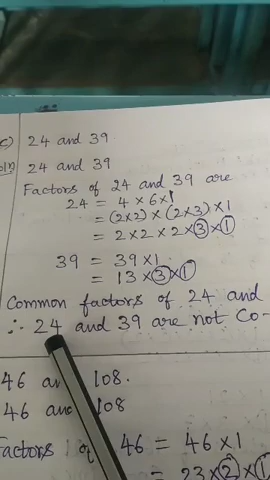 c) 24 and 39
Soln 24 and 39
Factors of 24 and 39 are
24 = 4 × 6 × 1
= (2×2) × (2×3) × 1
= 2 × 2 × 2 × 3 × 1
39 = 39 × 1
= 13 × 3 × 1
Common factors of 24 and
∴ 24 and 39 are not Co-
46 and 108.
46 and 108
Factors of 46 = 46 × 1
= 23 × 2 × 1